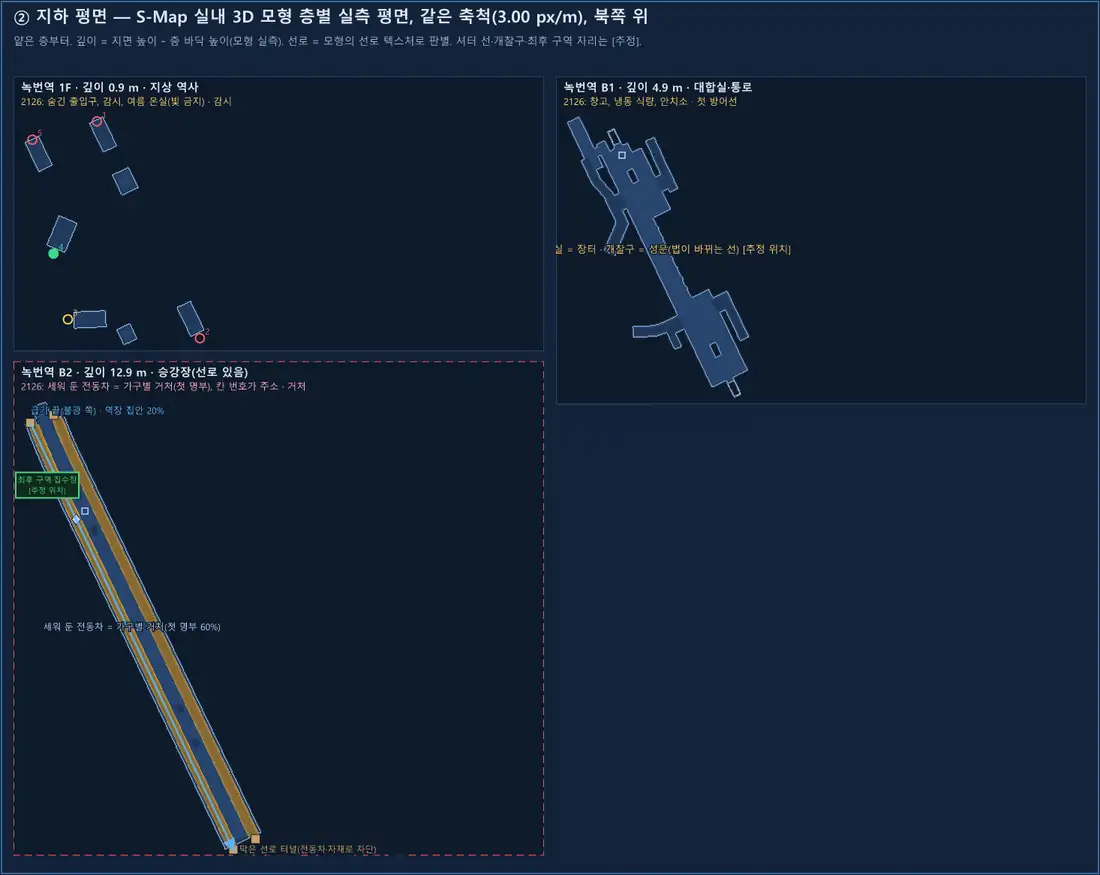 ② 지하 평면 — S-Map 실내 3D 모형 층별 실측 평면, 같은 축척(3.00 px/m), 북쪽 위
얕은 층부터. 깊이 = 지면 높이 − 층 바닥 높이(모형 실측). 선로 = 모형의 선로 텍스처로 판별. 셔터 선·개찰구·최후 구역 자리는 [추정].
녹번역 1F · 깊이 0.9 m · 지상 역사
2126: 숨긴 출입구, 감시, 여름 온실(빛 금지) · 감시
1
5
4
3
2
녹번역 B1 · 깊이 4.9 m · 대합실·통로
2126: 창고, 냉동 식량, 안치소 · 첫 방어선
실 = 장터 · 개찰구 = 성문(법이 바뀌는 선) [추정 위치]
녹번역 B2 · 깊이 12.9 m · 승강장(선로 있음)
2126: 세워 둔 전동차 = 가구별 거처(첫 명부), 칸 번호가 주소 · 거처
급기 끝(불광 쪽) · 역장 집안 20%
최후 구역·집수정
[추정 위치]
세워 둔 전동차 = 가구별 거처(첫 명부 60%)
막은 선로 터널(전동차·자재로 차단)